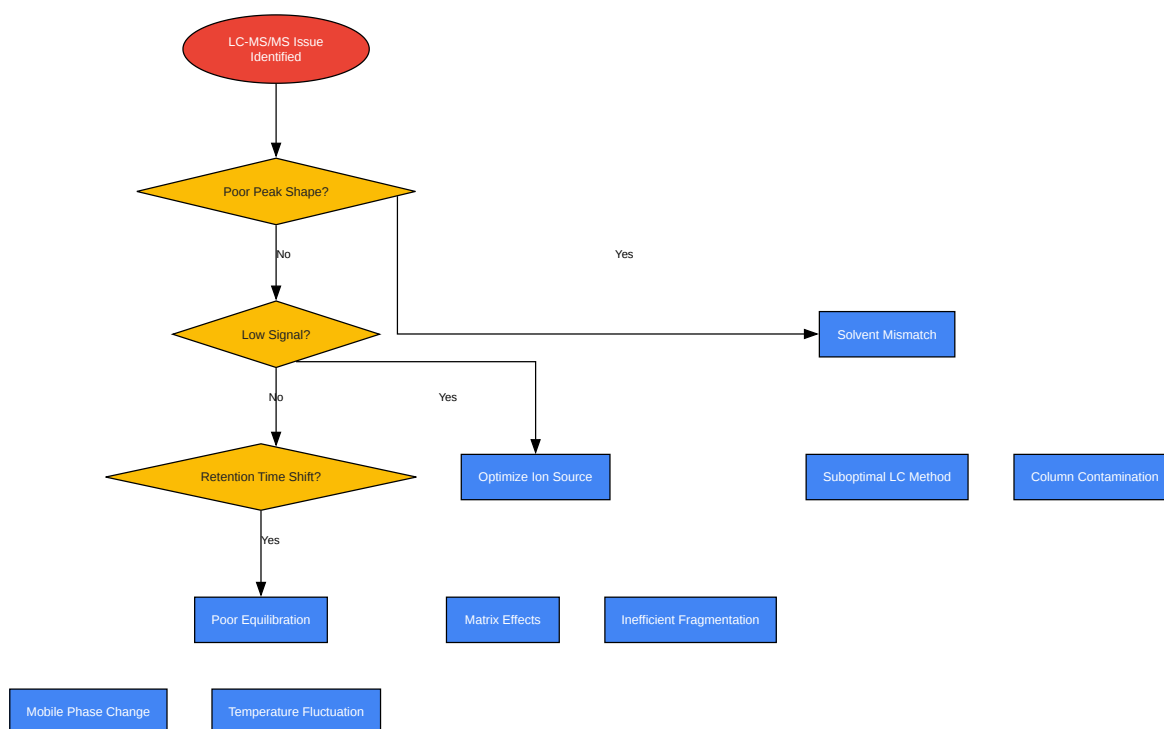 LC-MS/MS Issue
Identified
Poor Peak Shape?
No
Yes
Low Signal?
Solvent Mismatch
No
Yes
Retention Time Shift?
Optimize Ion Source
Suboptimal LC Method
Column Contamination
Yes
Poor Equilibration
Matrix Effects
Inefficient Fragmentation
Mobile Phase Change
Temperature Fluctuation